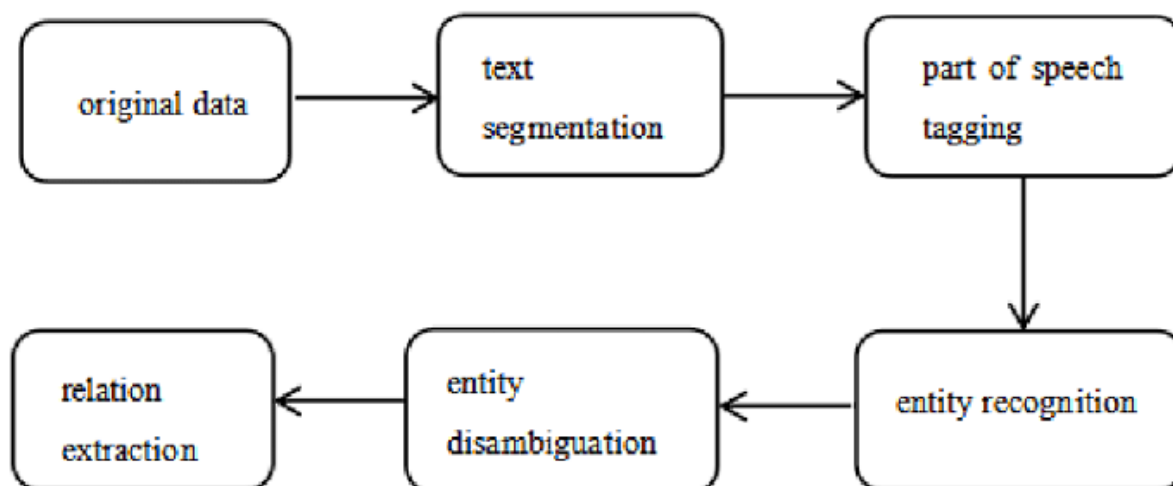 original data
text
segmentation
part of speech
tagging
entity recognition
entity
disambiguation
relation
extraction